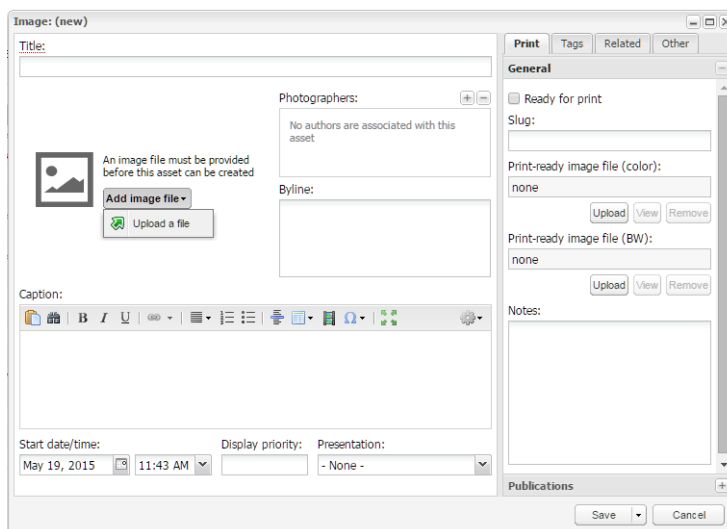 Image: (new)
Title:
An image file must be provided
before this asset can be created
Add image file
Upload a file
Photographers:
No authors are associated with this
asset
Byline:
Caption:
B I U
Ω
Start date/time:
May 19, 2015
11:43 AM
Display priority:
Presentation:
- None -
Print Tags Related Other
General
Ready for print
Slug:
Print-ready image file (color):
none
Upload View Remove
Print-ready image file (BW):
none
Upload View Remove
Notes:
Publications
Save Cancel